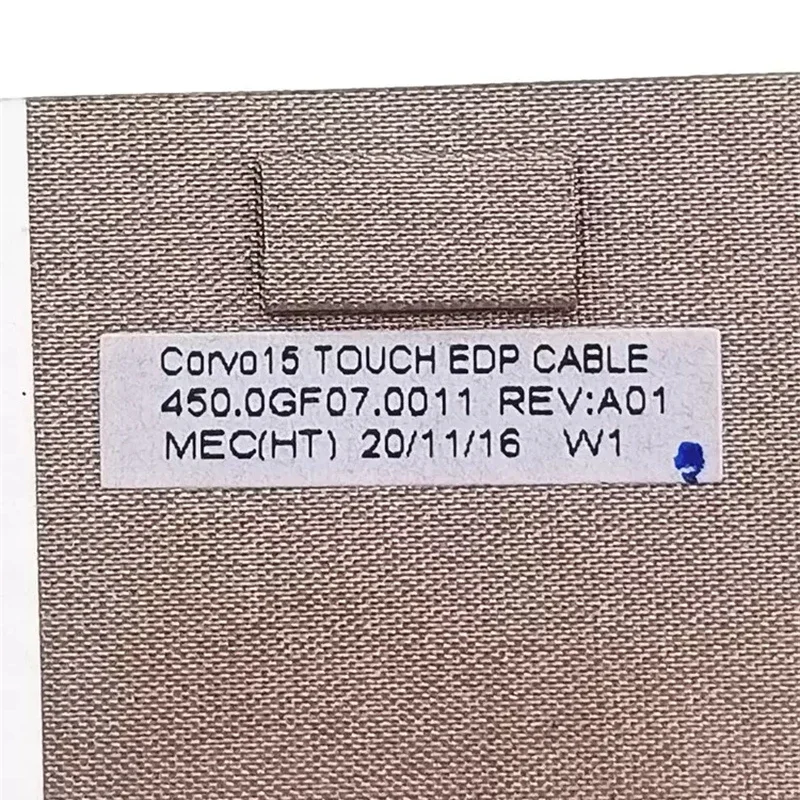 Corvo15 TOUCH EDP CABLE
450.0GF07.0011 REV:A01
MEC(HT) 20/11/16 W1